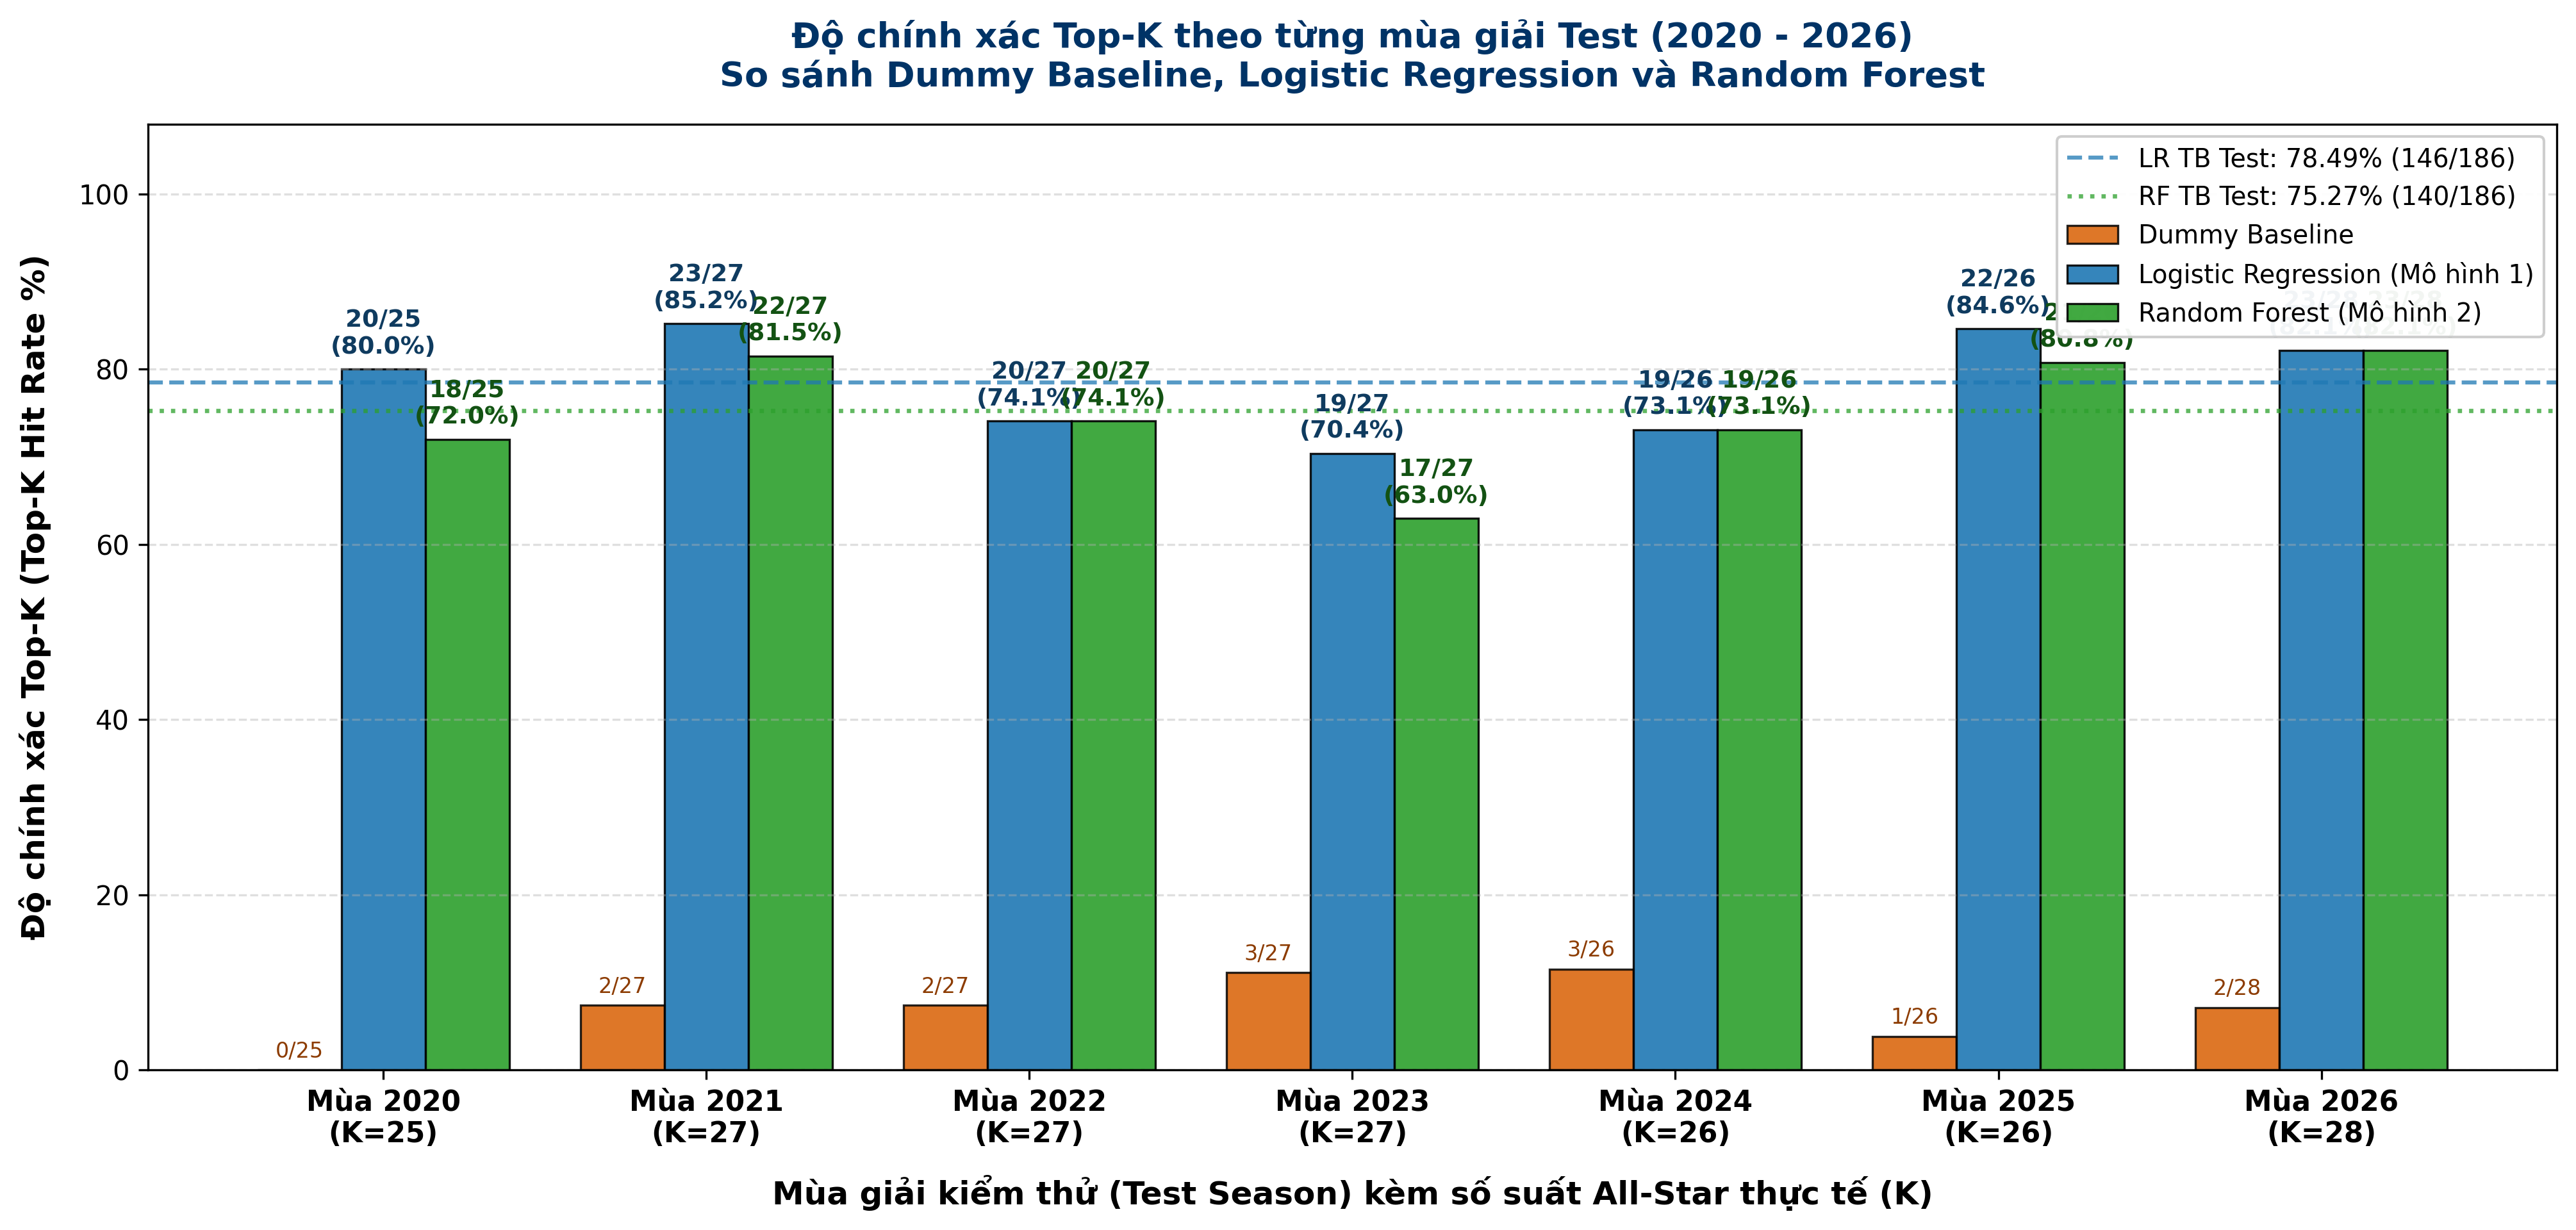 Độ chính xác Top-K theo từng mùa giải Test (2020 - 2026)
So sánh Dummy Baseline, Logistic Regression và Random Forest
Độ chính xác Top-K (Top-K Hit Rate %)
100
80
60
40
20
0
LR TB Test: 78.49% (146/186)
RF TB Test: 75.27% (140/186)
Dummy Baseline
Logistic Regression (Mô hình 1)
Random Forest (Mô hình 2)
0/25
20/25
(80.0%)
18/25
(72.0%)
2/27
23/27
(85.2%)
22/27
(81.5%)
2/27
20/27
(74.1%)
20/27
(74.1%)
3/27
19/27
(70.4%)
17/27
(63.0%)
3/26
19/26
(73.1%)
19/26
(73.1%)
1/26
22/26
(84.6%)
(80.8%)
2/28
Mùa 2020
(K=25)
Mùa 2021
(K=27)
Mùa 2022
(K=27)
Mùa 2023
(K=27)
Mùa 2024
(K=26)
Mùa 2025
(K=26)
Mùa 2026
(K=28)
Mùa giải kiểm thử (Test Season) kèm số suất All-Star thực tế (K)